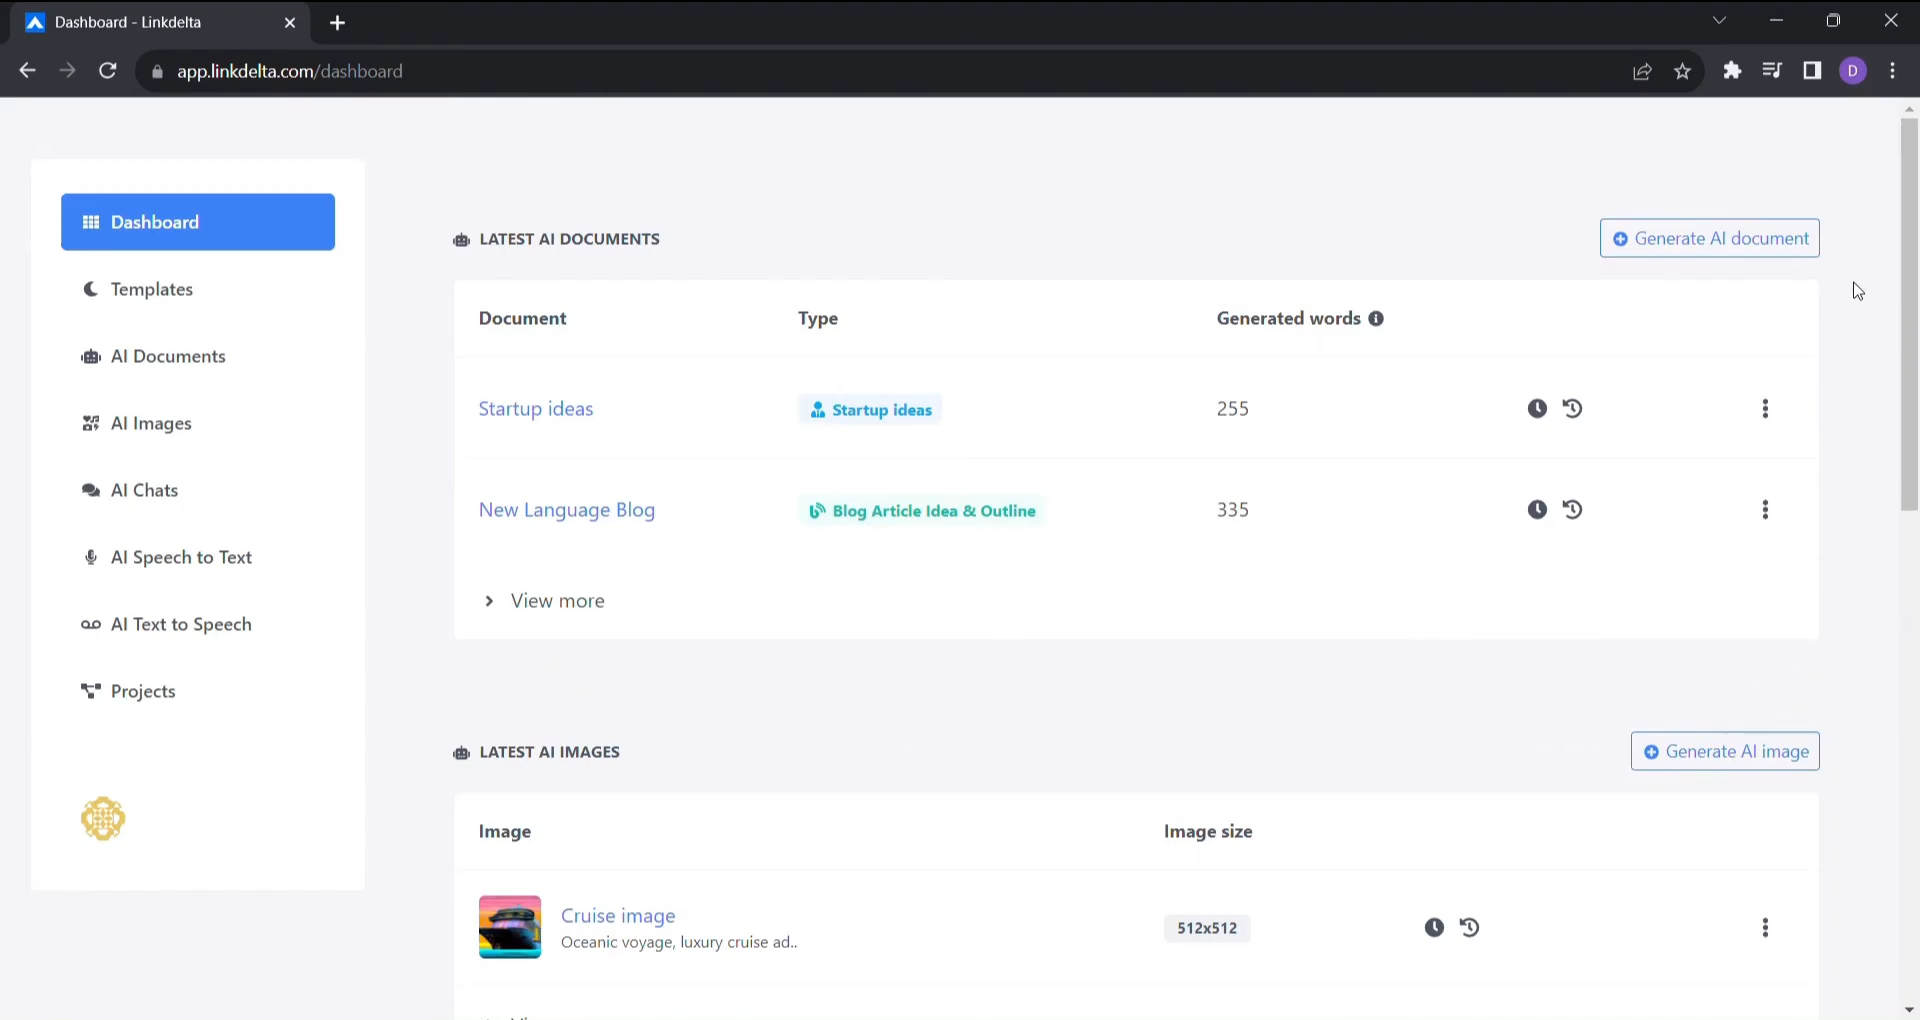 Dashboard - Linkdelta
app.linkdelta.com/dashboard
D
Dashboard
Templates
AI Documents
AI Images
AI Chats
AI Speech to Text
AI Text to Speech
Projects
LATEST AI DOCUMENTS
Generate AI document
Document Type Generated words
Startup ideas Startup ideas 255
New Language Blog Blog Article Idea & Outline 335
View more
LATEST AI IMAGES
Generate AI image
Image Image size
Cruise image
Oceanic voyage, luxury cruise ad..
512x512